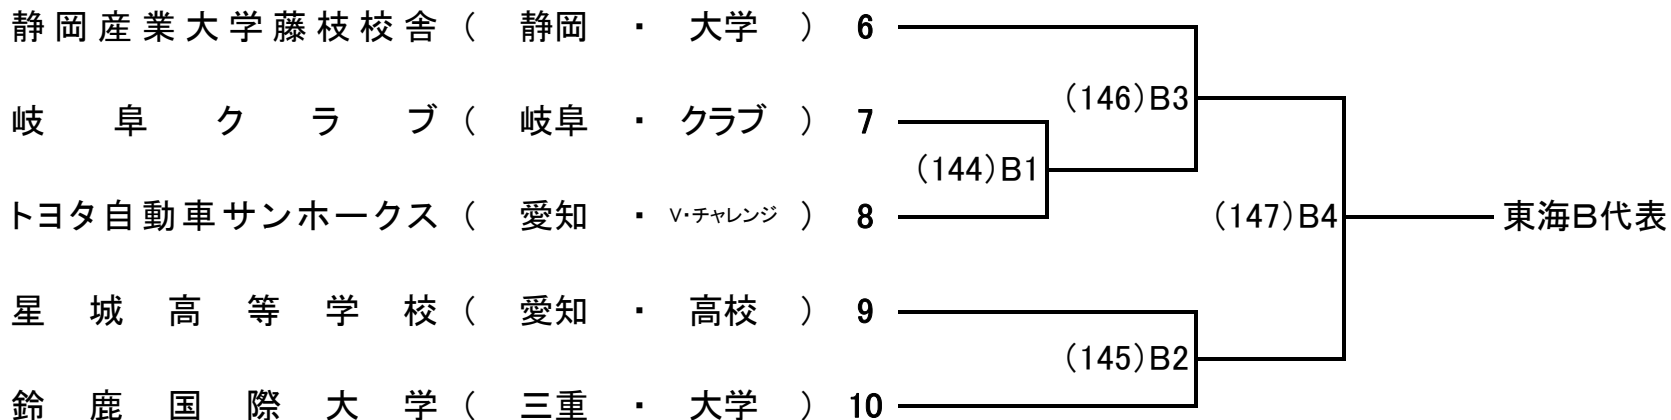 静岡産業大学藤枝校舎（ 静岡 ・ 大学 ） 6
(146)B3
岐阜クラブ（ 岐阜 ・ クラブ ） 7
(144)B1
トヨタ自動車サンホークス（ 愛知 ・ V・チャレンジ ） 8
(147)B4
東海B代表
星城高等学校（ 愛知 ・ 高校 ） 9
(145)B2
鈴鹿国際大学（ 三重 ・ 大学 ） 10